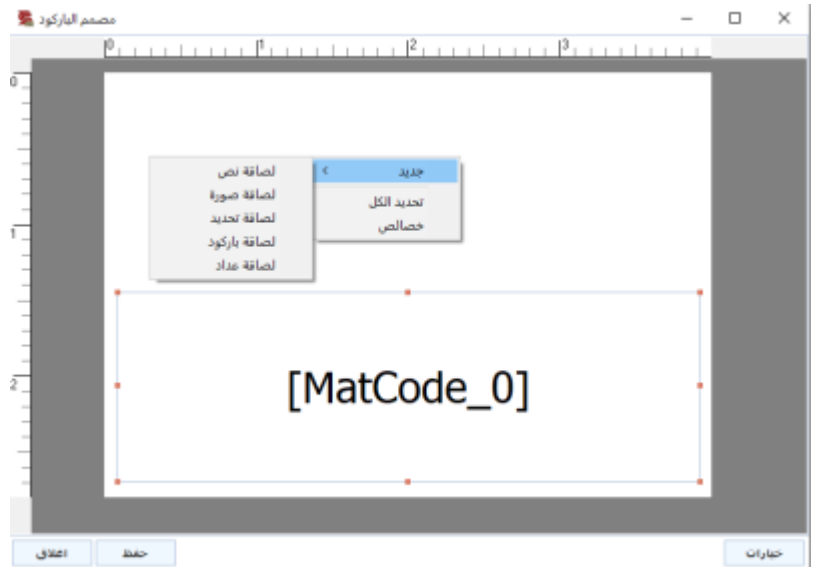 مصمم الباركود
0 1 2 3
0
1
2
جديد
تحديد الكل
خصائص
لصاقة نص
لصاقة صورة
لصاقة تحديد
لصاقة باركود
لصاقة عداد
[MatCode_0]
خيارات
حفظ
اغلاق